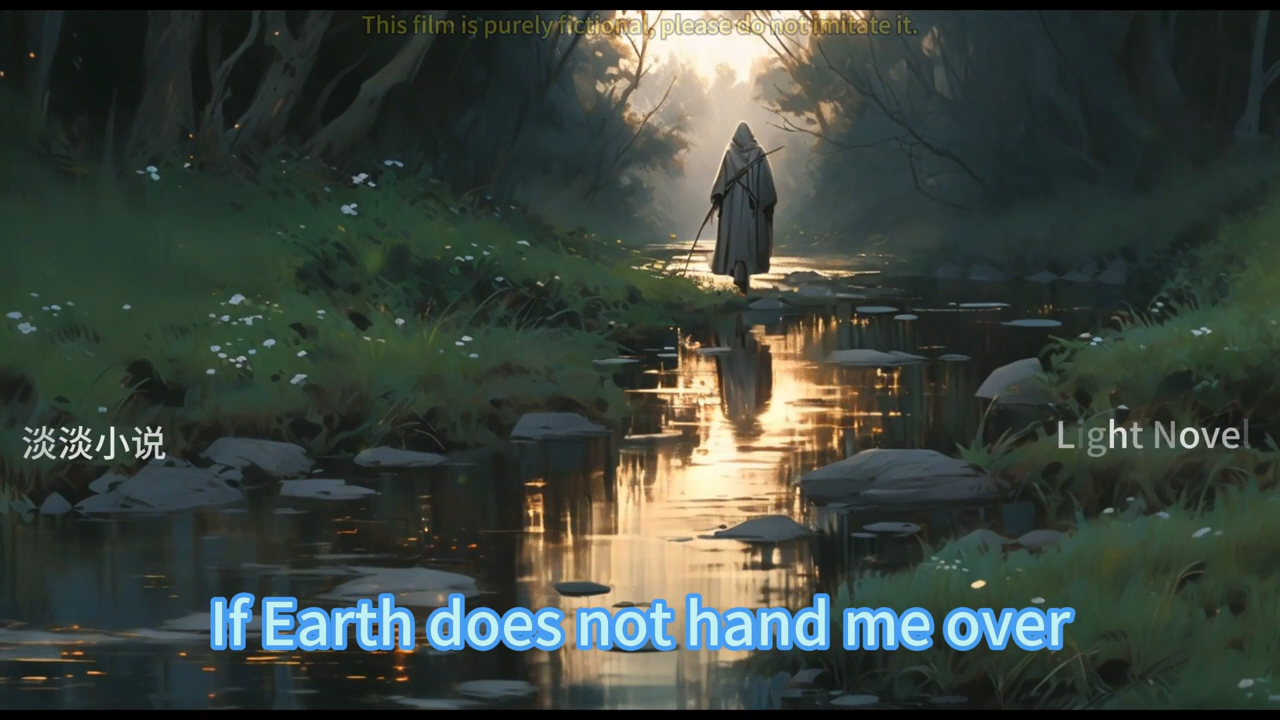 This film is purely fictional, please do not imitate it.
淡淡小说
Light Novel
If Earth does not hand me over